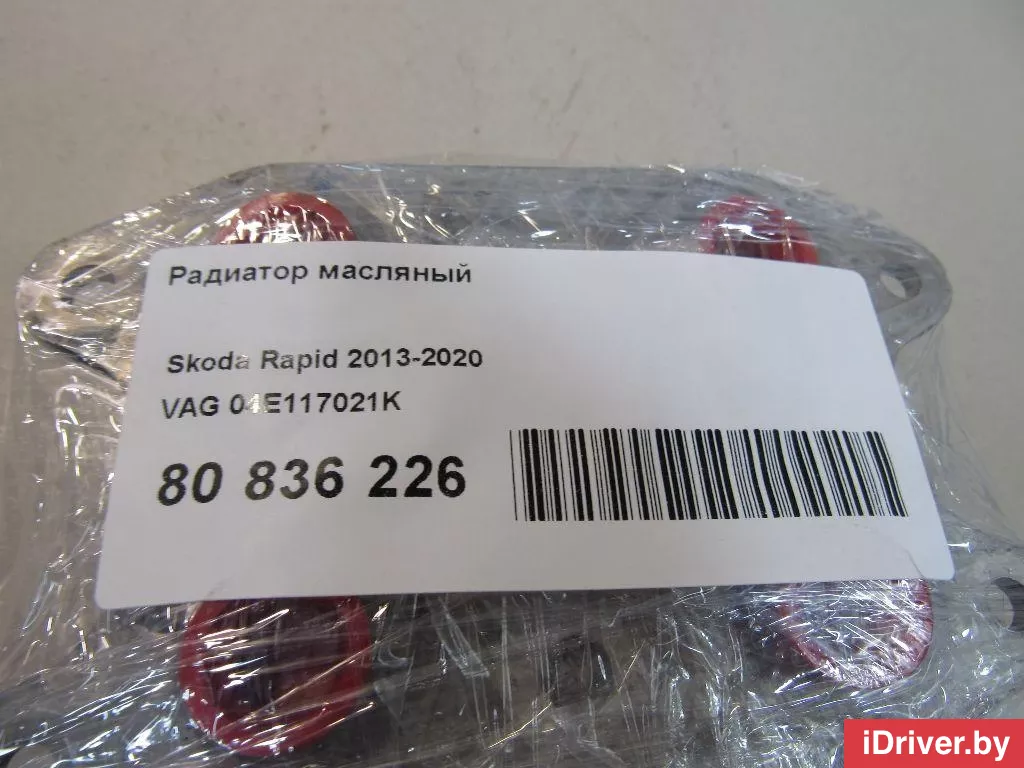 Радиатор масляный
Skoda Rapid 2013-2020
VAG 04E117021K
80 836 226
iDriver.by